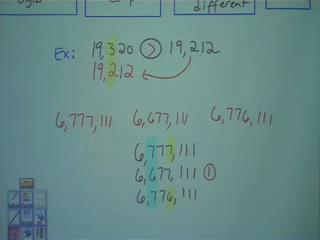 different
Ex: 19,320 > 19,212
19,212
6,777,111 6,677,111 6,776,111
6,777,111
6,677,111 1
6,776,111